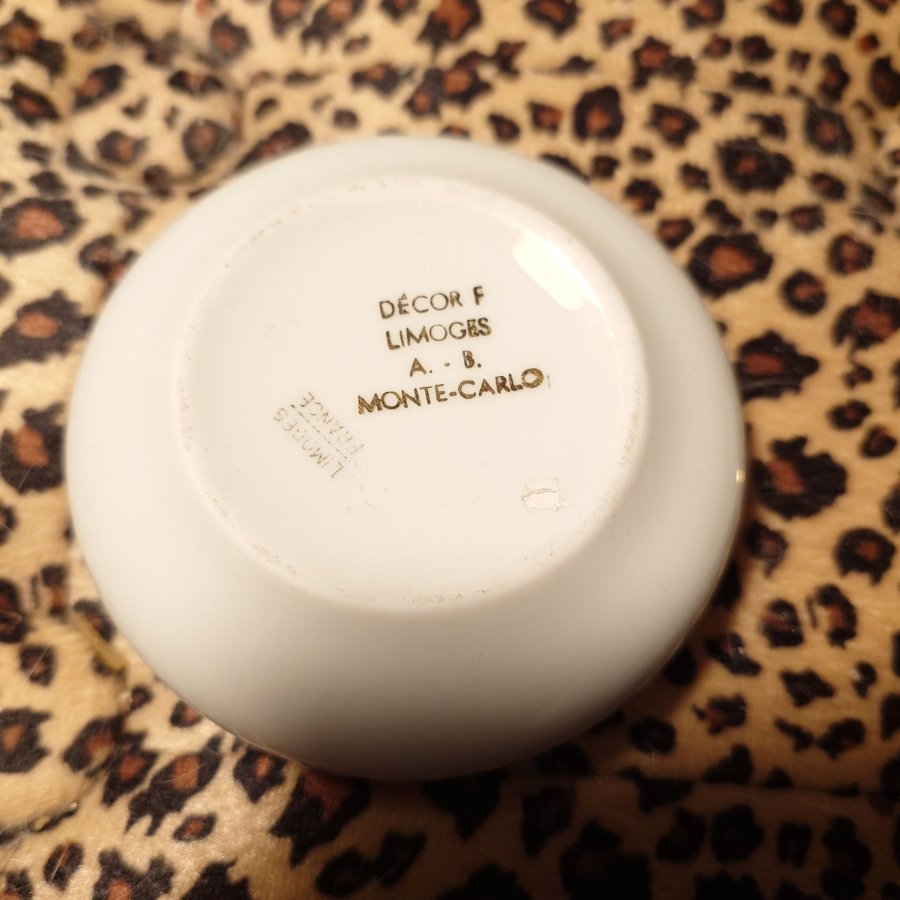 DÉCOR F
LIMOGES
A. - B.
MONTE-CARLO
LIMOGES
FRANCE